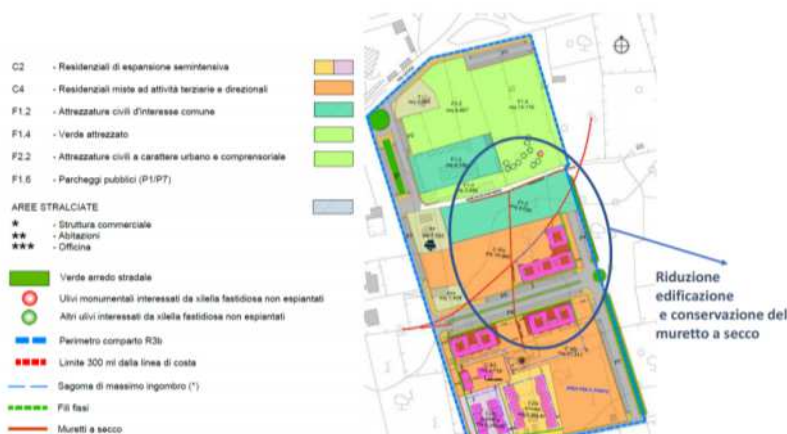 C2 - Residenziali di espansione semintensiva
C4 - Residenziali miste ad attività terziarie e direzionali
F1.2 - Attrezzature civili d'interesse comune
F1.4 - Verde attrezzato
F2.2 - Attrezzature civili a carattere urbano e comprensoriale
F1.6 - Parcheggi pubblici (P1/P7)
AREE STRALCIATE
* - Struttura commerciale
** - Abitazioni
*** - Officina
Verde arredo stradale
Ulivi monumentali interessati da xilella fastidiosa non espiantati
Altri ulivi interessati da xilella fastidiosa non espiantati
Perimetro comparto R3b
Limite 300 ml dalla linea di costa
Sagoma di massimo ingombro (*)
Fili fissi
Muretti a secco
Riduzione
edificazione
e conservazione del
muretto a secco